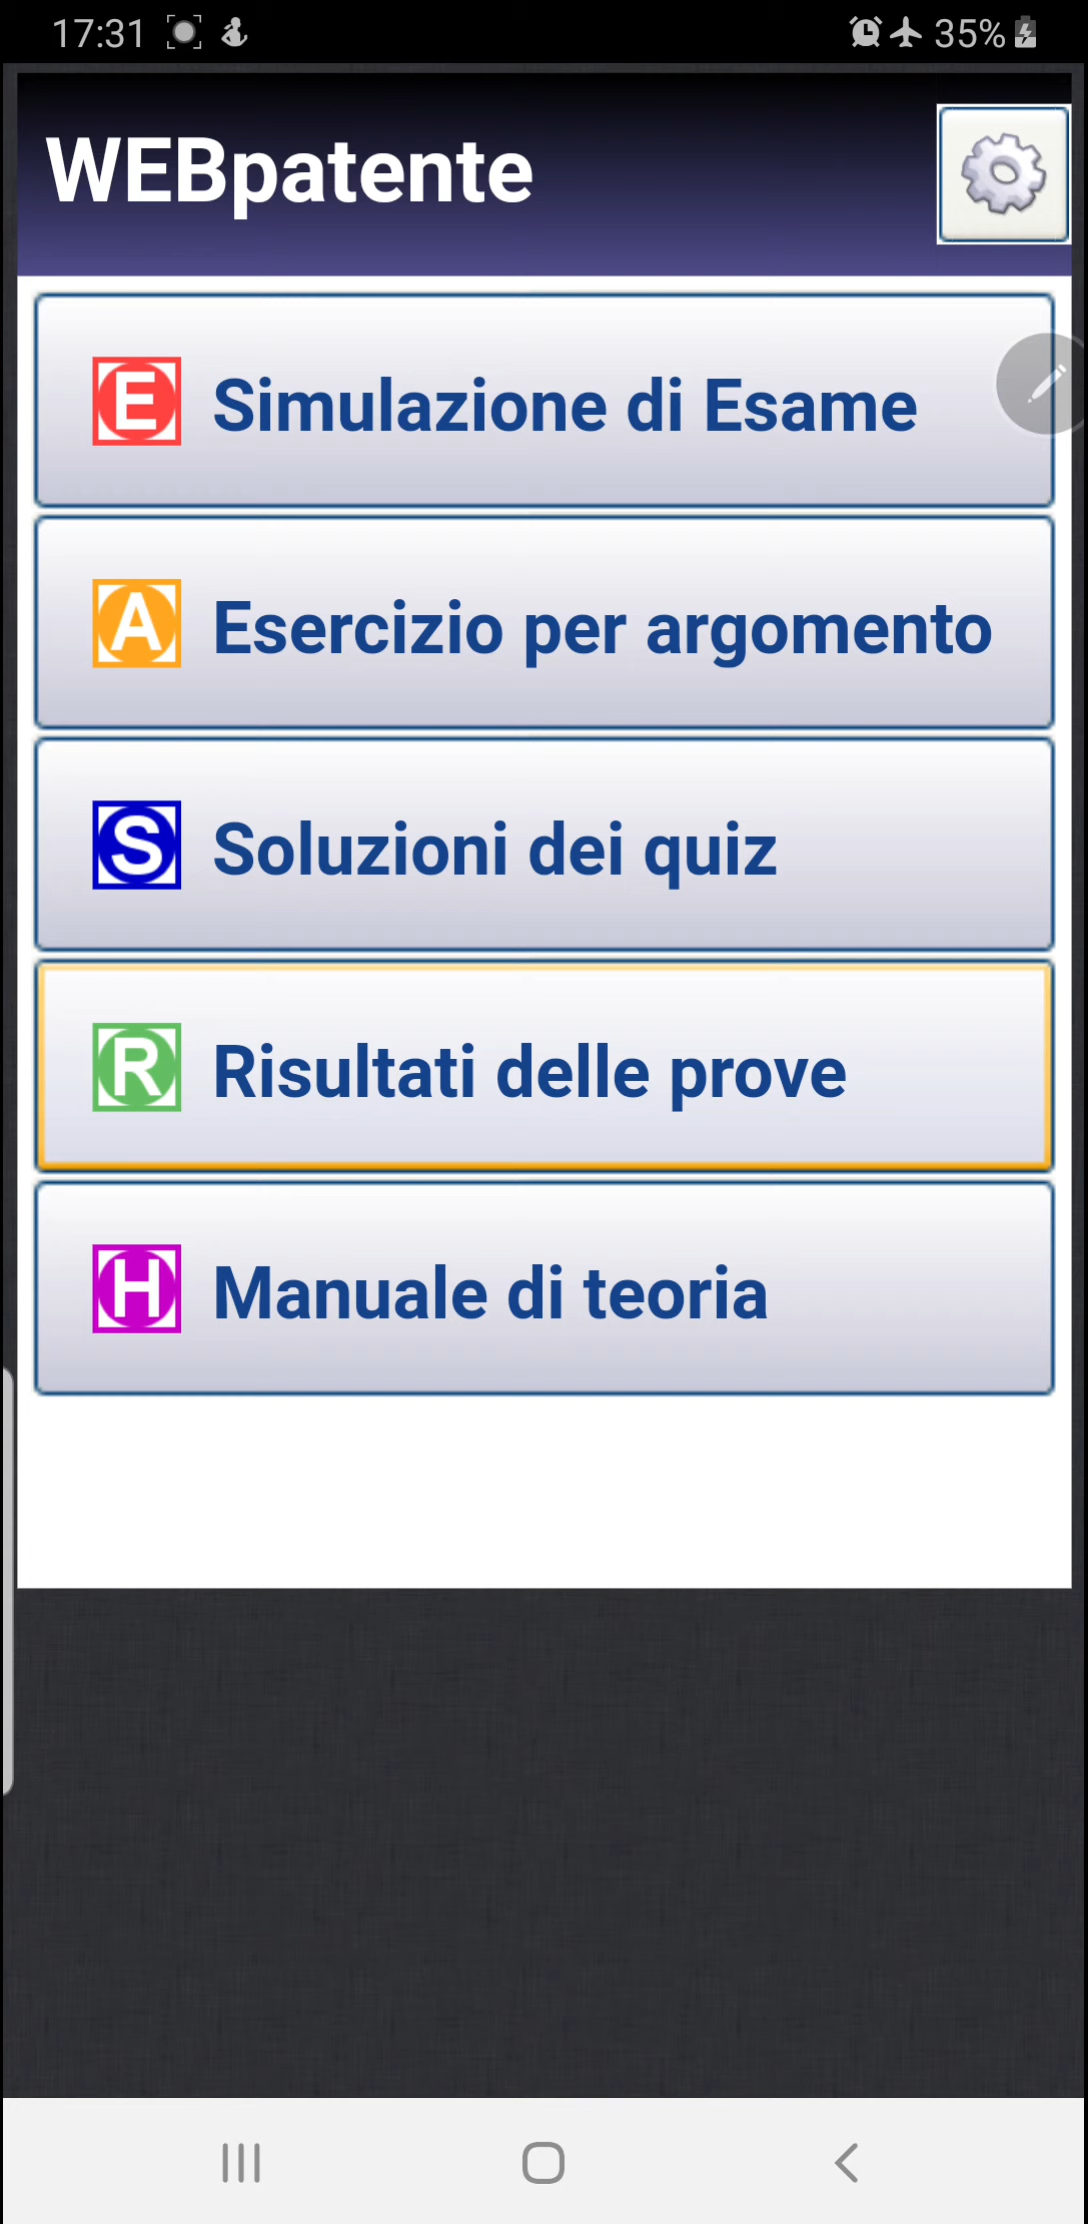 17:31 35%
WEBpatente
E Simulazione di Esame
A Esercizio per argomento
S Soluzioni dei quiz
R Risultati delle prove
H Manuale di teoria